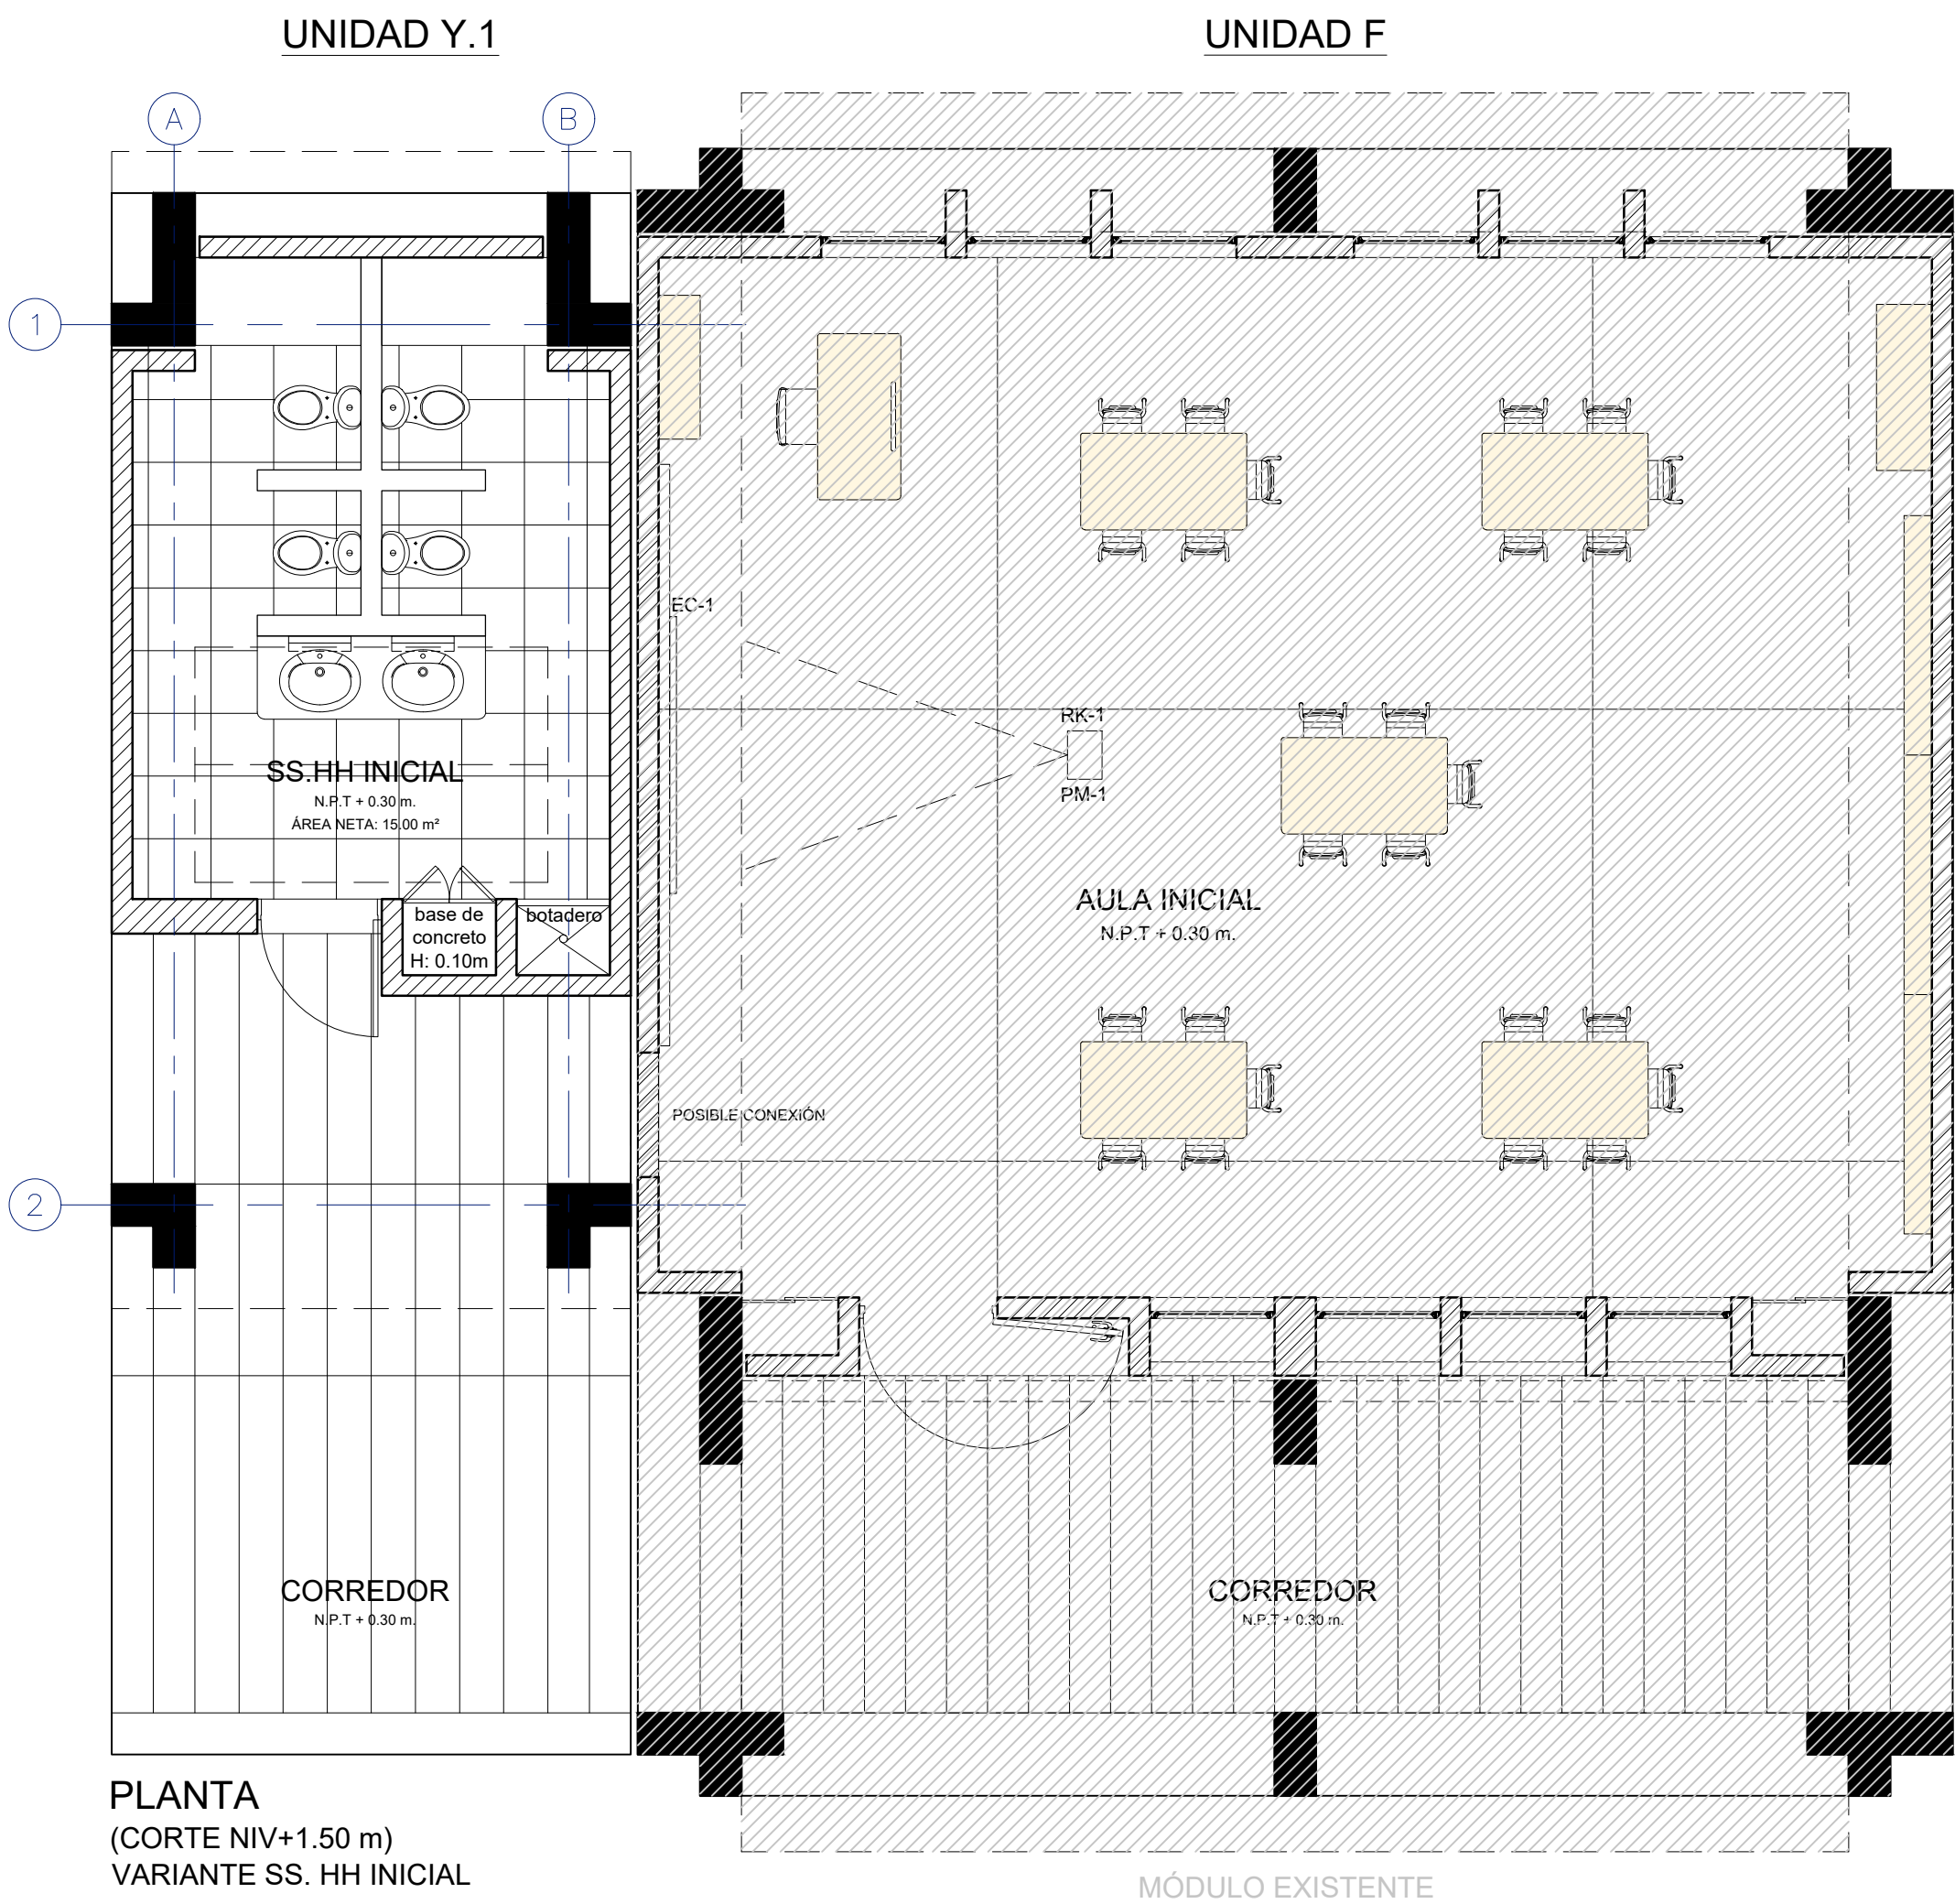 UNIDAD Y.1
UNIDAD F
A
B
1
EC-1
RK-1
PM-1
SS.HH INICIAL
N.P.T + 0.30 m.
ÁREA NETA: 15.00 m²
AULA INICIAL
N.P.T + 0.30 m.
base de
concreto
H: 0.10m
botadero
POSIBLE CONEXIÓN
2
CORREDOR
N.P.T + 0.30 m.
CORREDOR
N.P.T + 0.30 m.
PLANTA
(CORTE NIV+1.50 m)
VARIANTE SS. HH INICIAL
MÓDULO EXISTENTE